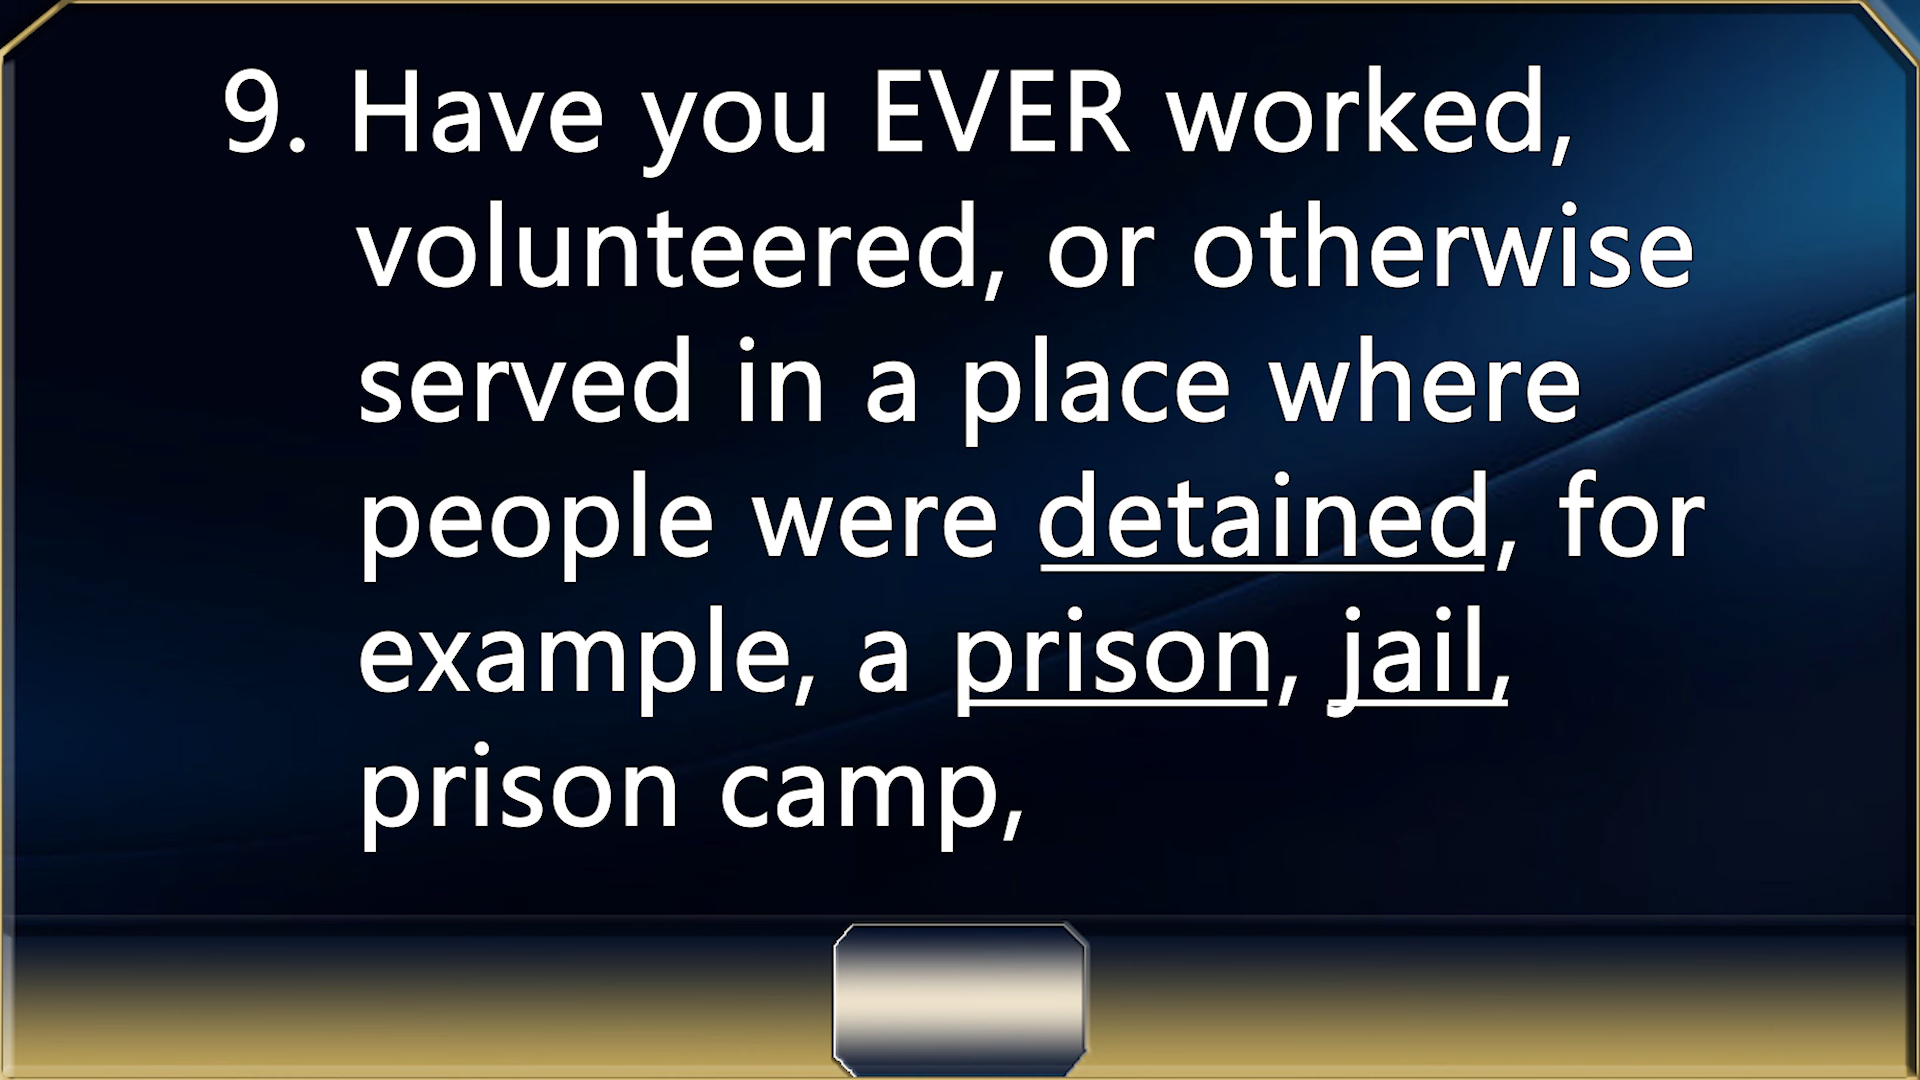 9. Have you EVER worked,
volunteered, or otherwise
served in a place where
people were detained, for
example, a prison, jail,
prison camp,